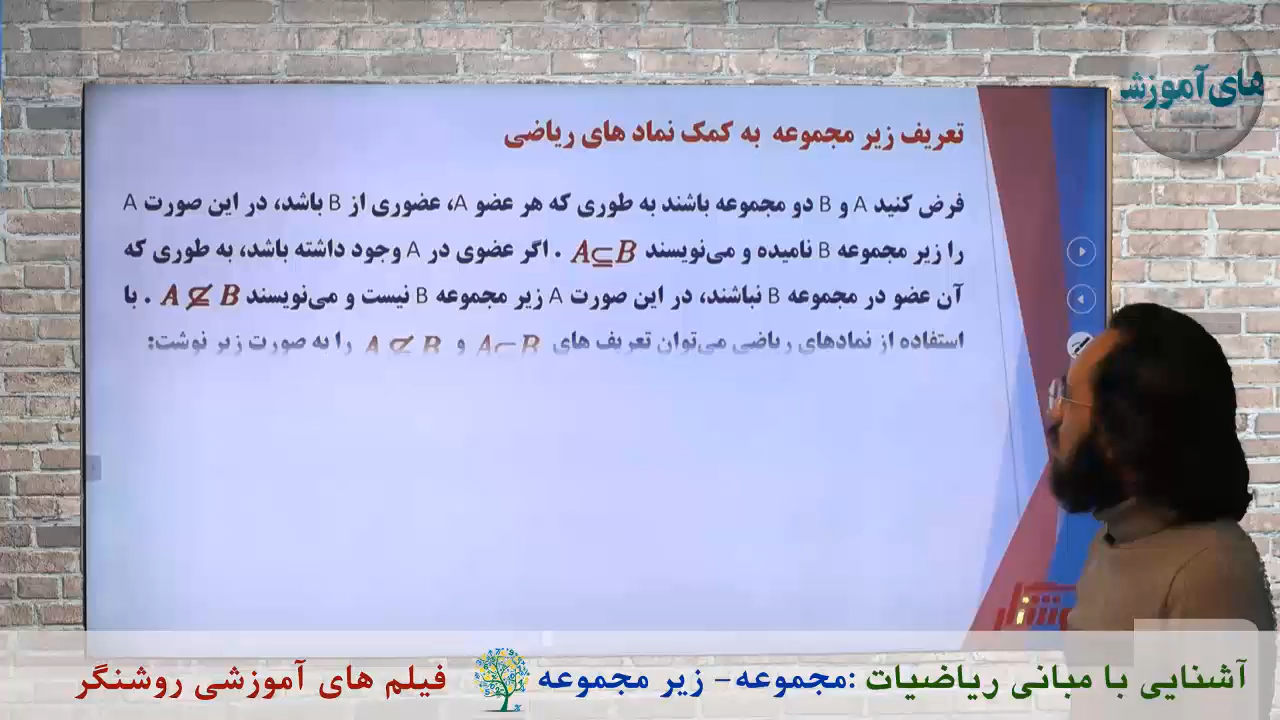 های آموزش
تعریف زیر مجموعه به کمک نماد های ریاضی
فرض کنید A و B دو مجموعه باشند به طوری که هر عضو A، عضوری از B باشد، در این صورت A
را زیر مجموعه B نامیده و می‌نویسند A⊆B . اگر عضوی در A وجود داشته باشد، به طوری که
آن عضو در مجموعه B نباشند، در این صورت A زیر مجموعه B نیست و می‌نویسند A ⊈ B . با
استفاده از نمادهای ریاضی می‌توان تعریف های A⊆B و A ⊈ B را به صورت زیر نوشت:
آشنایی با مبانی ریاضیات :مجموعه- زیر مجموعه فیلم های آموزشی روشنگر